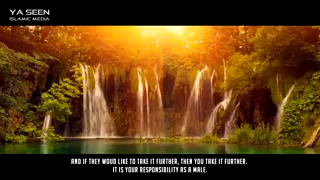 YA SEEN
ISLAMIC MEDIA
AND IF THEY WOUD LIKE TO TAKE IT FURTHER, THEN YOU TAKE IT FURTHER.
IT IS YOUR RESPONSIBILITY AS A MALE.